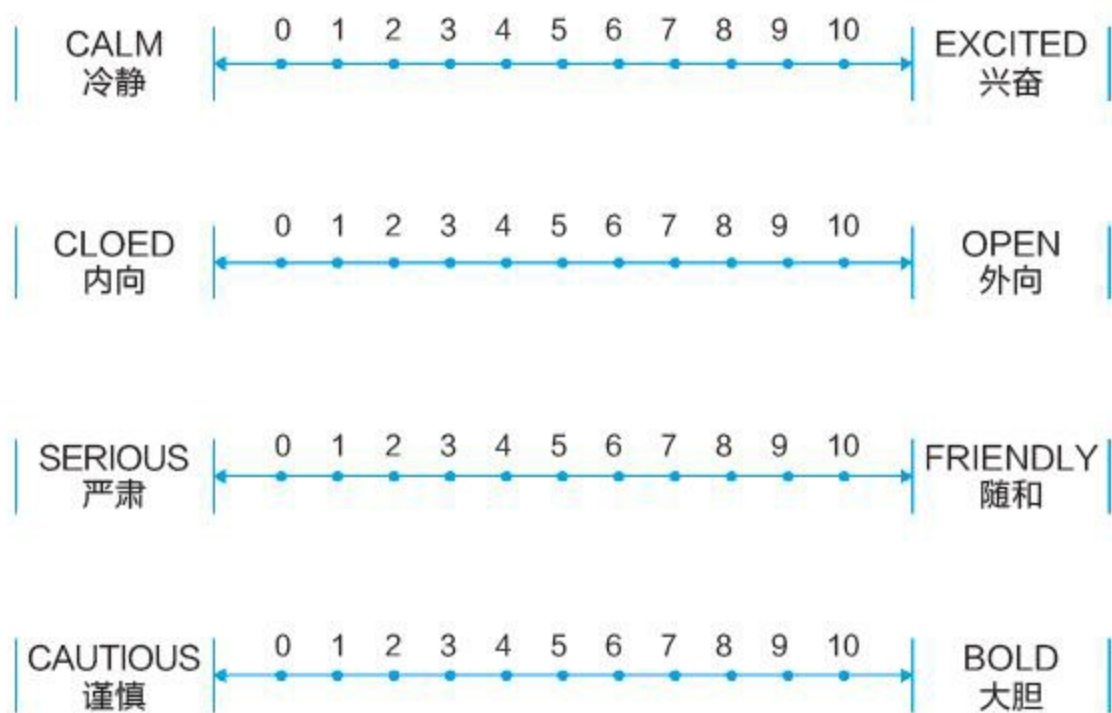 CALM 0 1 2 3 4 5 6 7 8 9 10 EXCITED
冷静 兴奋
CLOED 0 1 2 3 4 5 6 7 8 9 10 OPEN
内向 外向
SERIOUS 0 1 2 3 4 5 6 7 8 9 10 FRIENDLY
严肃 随和
CAUTIOUS 0 1 2 3 4 5 6 7 8 9 10 BOLD
谨慎 大胆